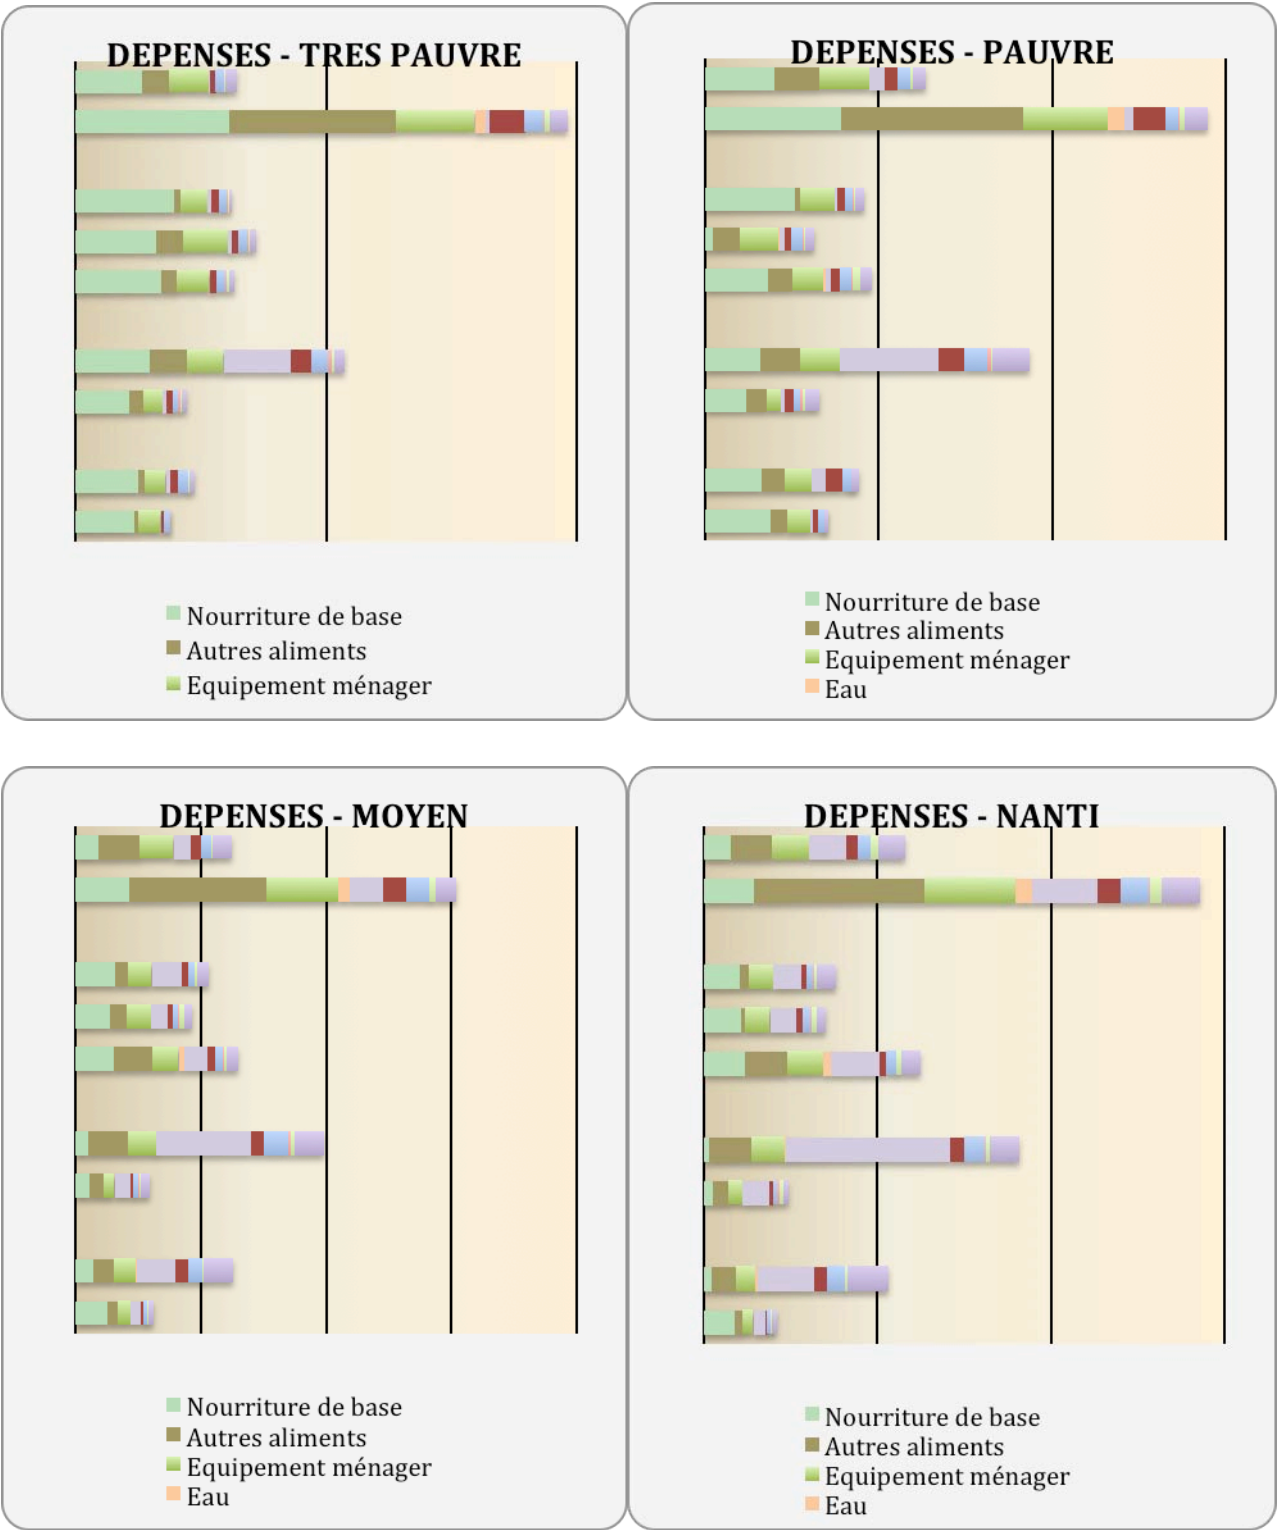 DEPENSES - TRES PAUVRE
Nourriture de base
Autres aliments
Equipement ménager
DEPENSES - PAUVRE
Nourriture de base
Autres aliments
Equipement ménager
Eau
DEPENSES - MOYEN
Nourriture de base
Autres aliments
Equipement ménager
Eau
DEPENSES - NANTI
Nourriture de base
Autres aliments
Equipement ménager
Eau